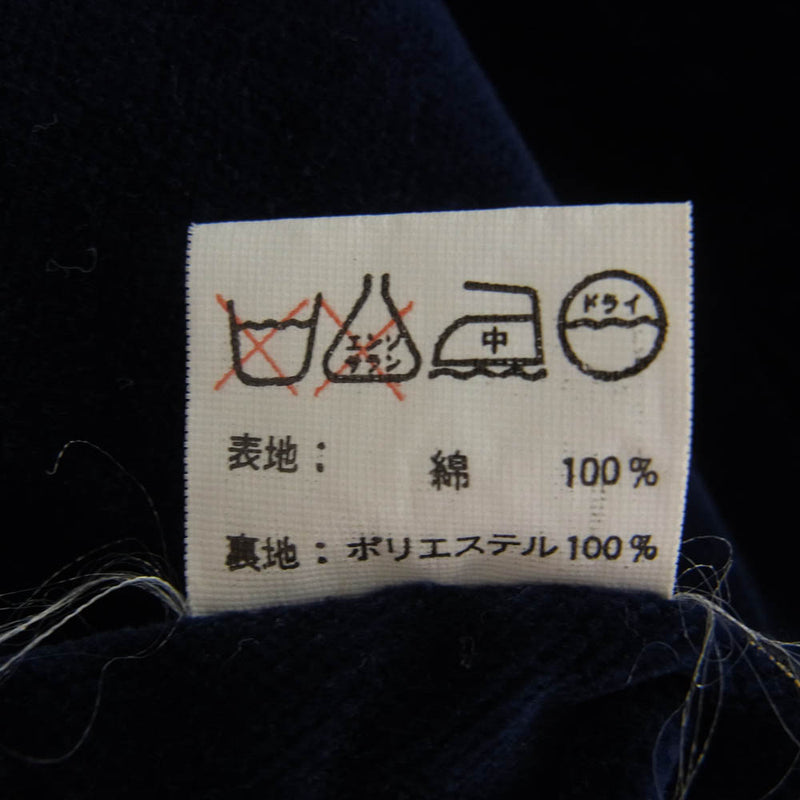 エンソ
サラシ
中
ドライ
表地： 綿 100%
裏地：ポリエステル100%